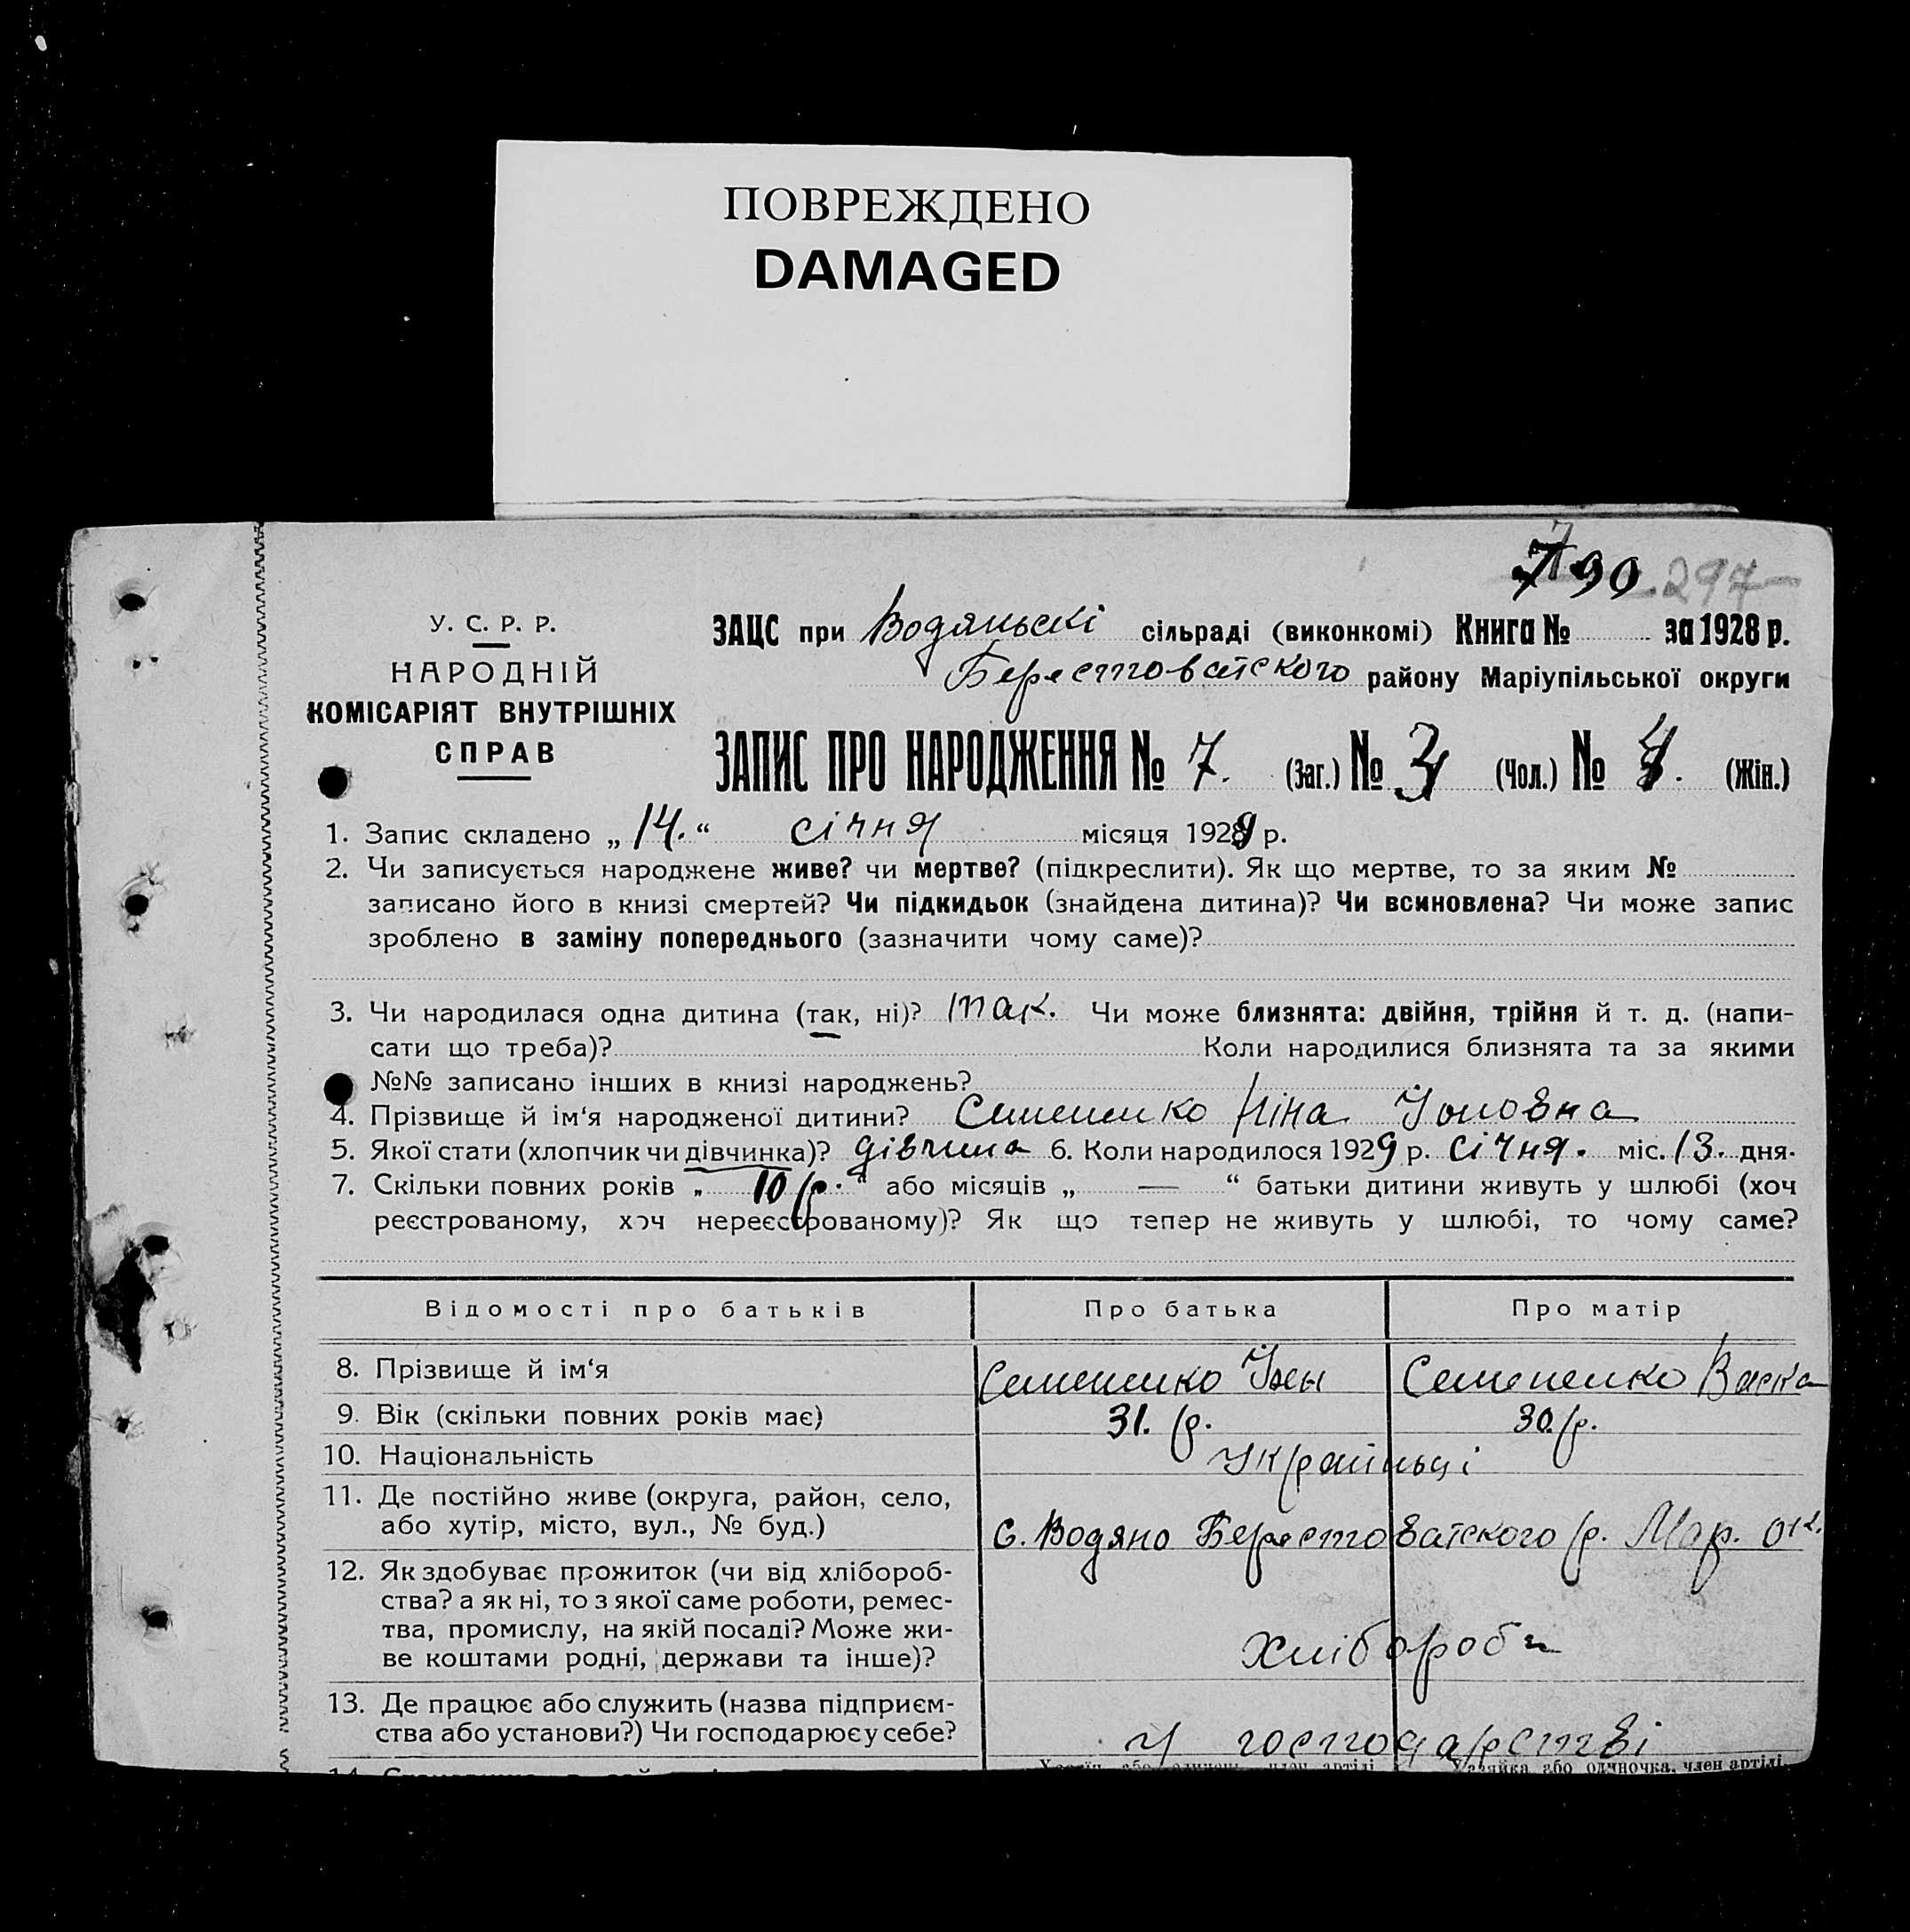 ПОВРЕЖДЕНО
DAMAGED
790 297
У. С. Р. Р.
НАРОДНІЙ
КОМІСАРІЯТ ВНУТРІШНІХ
СПРАВ
ЗАЦС при Водяньскі сільраді (виконкомі) Книга № за 1928 р.
Берестоватского району Маріупільської округи
ЗАПИС ПРО НАРОДЖЕННЯ № 7. (Заг.) № 3 (Чол.) № 4. (Жін.)
1. Запис складено „14.“ січня місяця 1929 р.
2. Чи записується народжене живе? чи мертве? (підкреслити). Як що мертве, то за яким №
записано його в книзі смертей? Чи підкидьок (знайдена дитина)? Чи всиновлена? Чи може запис
зроблено в заміну попереднього (зазначити чому саме)?
3. Чи народилася одна дитина (так, ні)? так. Чи може близнята: двійня, трійня й т. д. (напи-
сати що треба)? Коли народилися близнята та за якими
№№ записано інших в книзі народжень?
4. Прізвище й ім‘я народженої дитини? Семененко Ніна
5. Якої стати (хлопчик чи дівчинка)? дівчина 6. Коли народилося 1929 р. січня. міс. 13. дня.
7. Скільки повних років „ 10 р. “ або місяців „ — “ батьки дитини живуть у шлюбі (хоч
реєстрованому, хоч нереєстрованому)? Як що тепер не живуть у шлюбі, то чому саме?
Відомості про батьків Про батька Про матір
8. Прізвище й ім‘я Семененко Семененко
9. Вік (скільки повних років має) 31. р. 30. р.
10. Національність Україньці
11. Де постійно живе (округа, район, село,
або хутір, місто, вул., № буд.) С. Водяно Берестоватского р. Мар. ок.
12. Як здобуває прожиток (чи від хлібороб-
ства? а як ні, то з якої саме роботи, ремес-
тва, промислу, на якій посаді? Може жи-
ве коштами родні, держави та інше)? хлібороби
13. Де працює або служить (назва підприєм-
ства або установи?) Чи господарює у себе? у господарстві